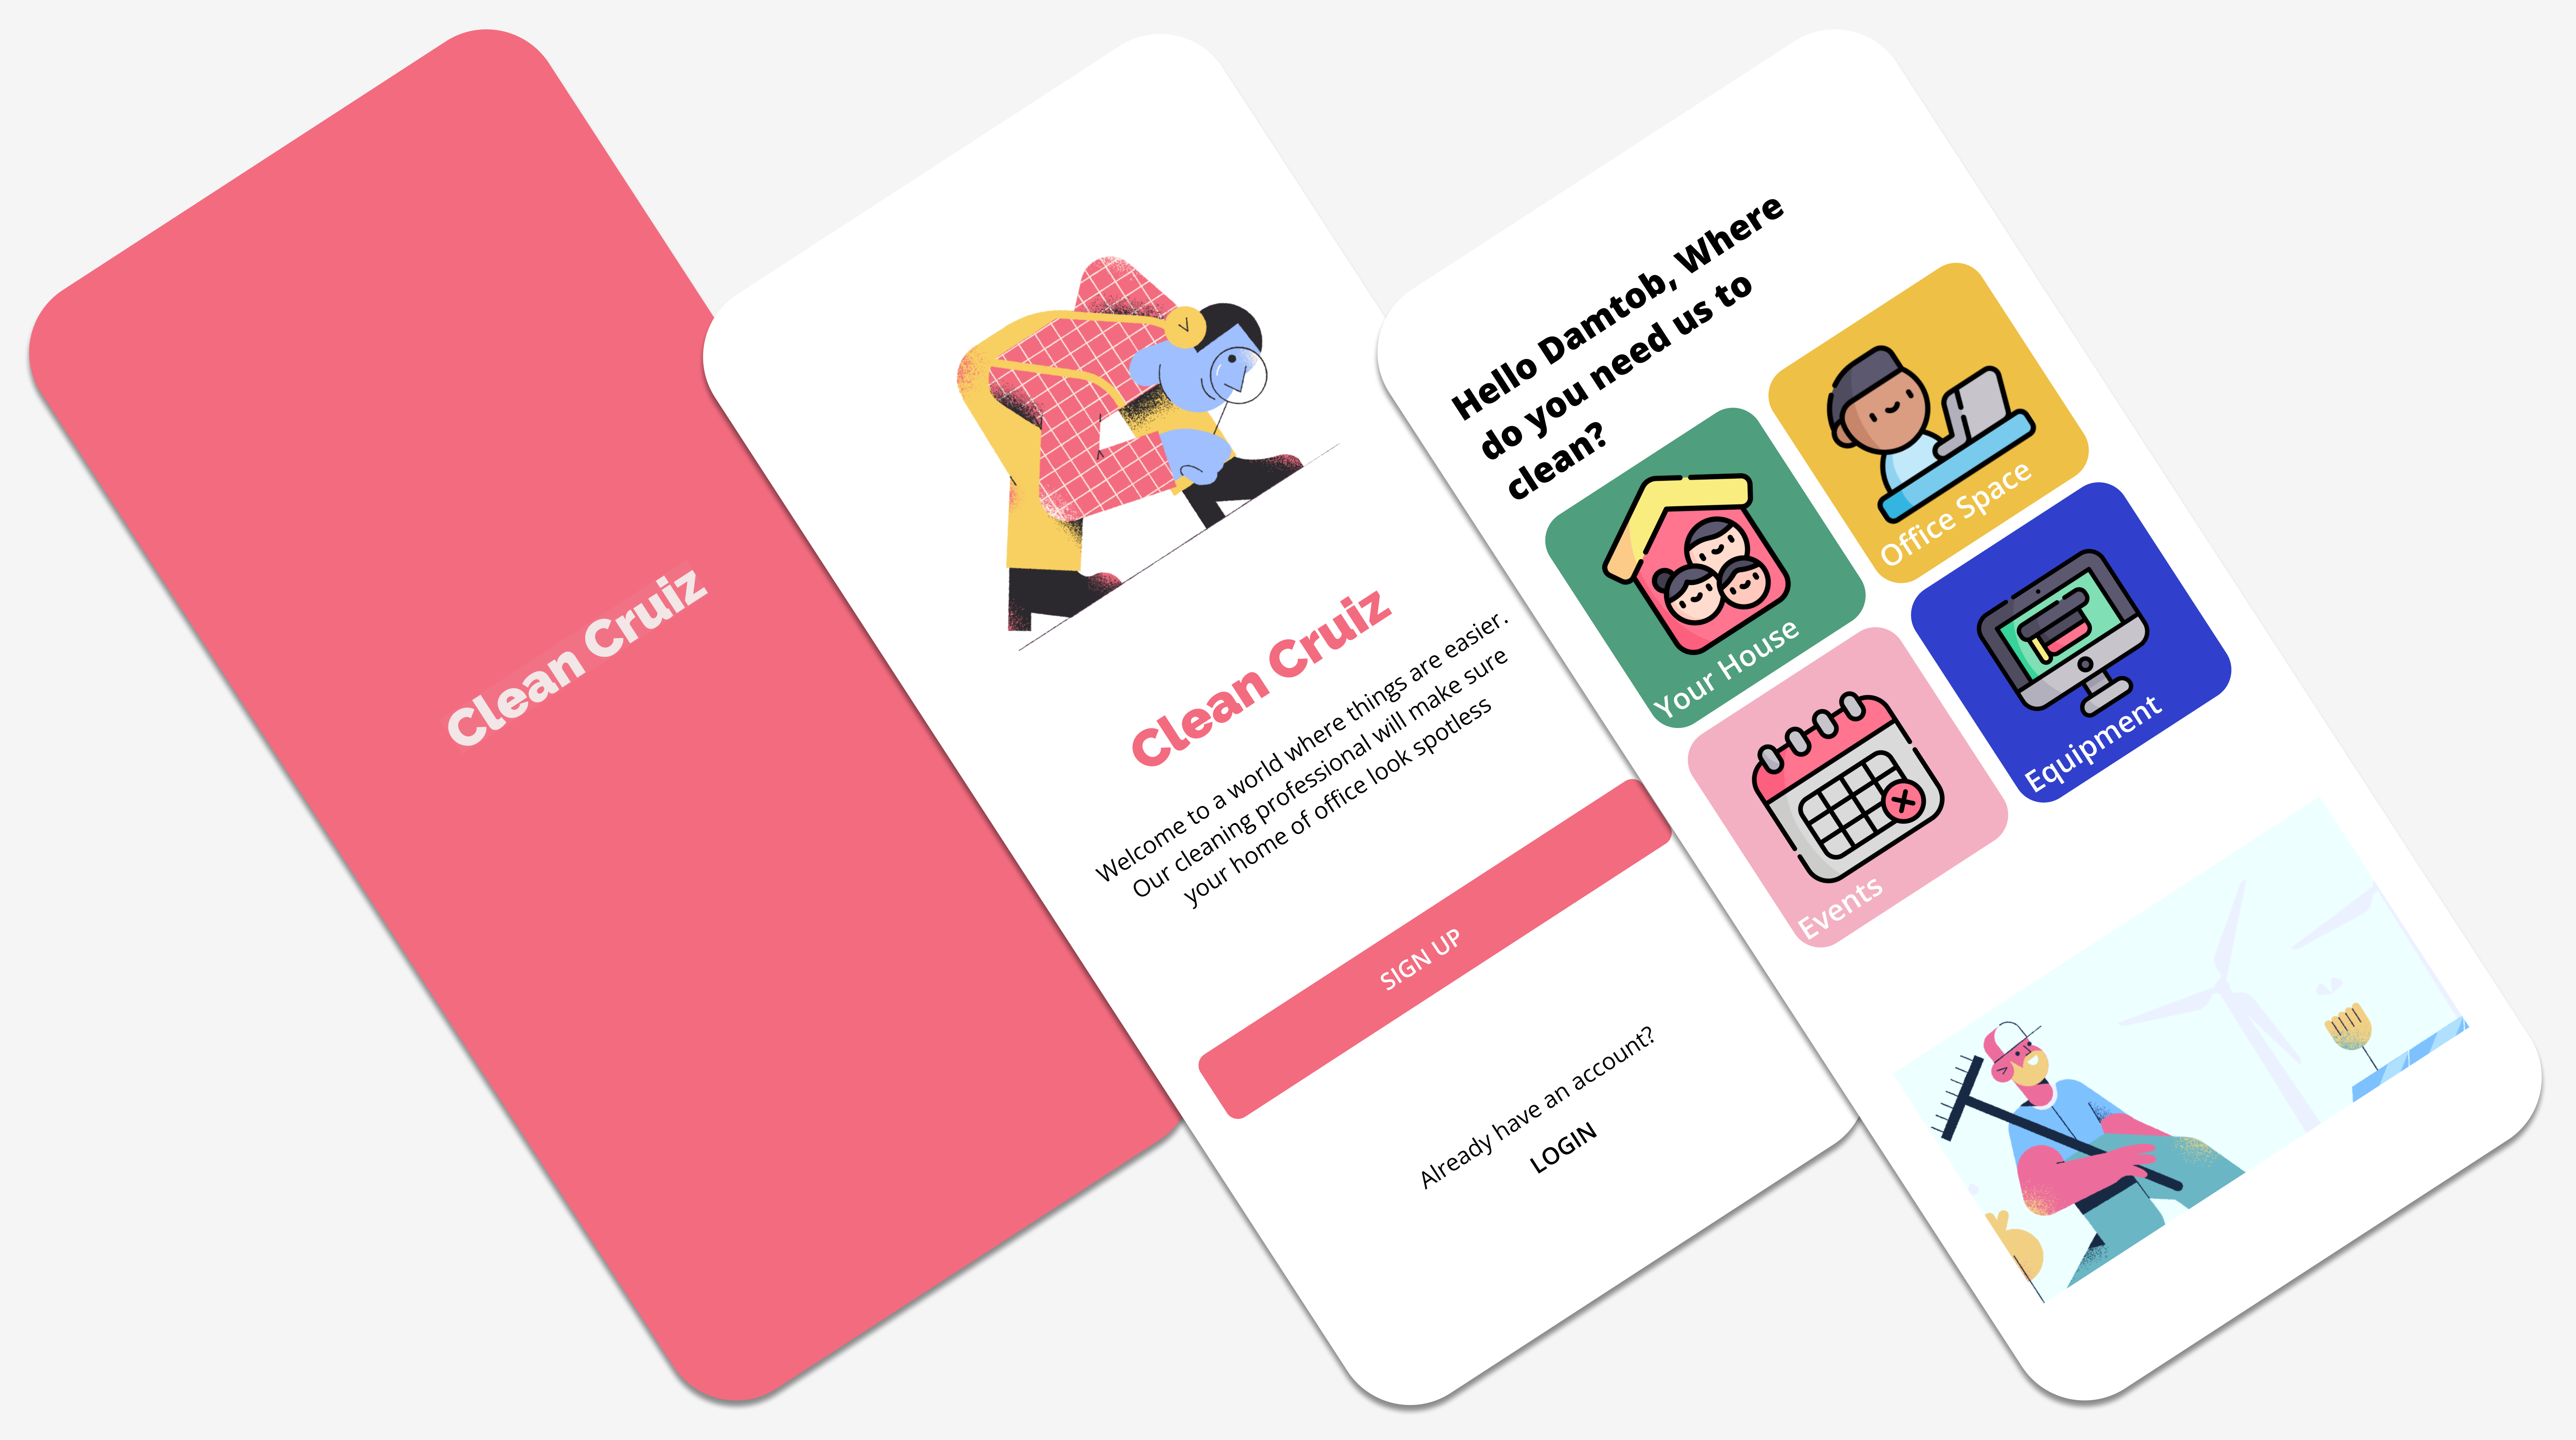 Clean Cruiz
Clean Cruiz
Welcome to a world where things are easier.
Our cleaning professional will make sure
your home of office look spotless
SIGN UP
Already have an account?
LOGIN
Hello Damtob, Where
do you need us to
clean?
Your House
Office Space
Events
Equipment